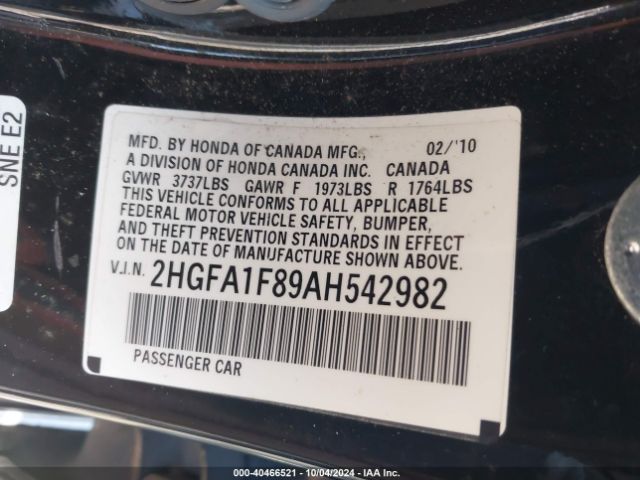 SNE E2
MFD. BY HONDA OF CANADA MFG., 02/'10
A DIVISION OF HONDA CANADA INC. CANADA
GVWR 3737LBS GAWR F 1973LBS R 1764LBS
THIS VEHICLE CONFORMS TO ALL APPLICABLE
FEDERAL MOTOR VEHICLE SAFETY, BUMPER,
AND THEFT PREVENTION STANDARDS IN EFFECT
ON THE DATE OF MANUFACTURE SHOWN ABOVE.
V.I.N. 2HGFA1F89AH542982
PASSENGER CAR
000-40466521 - 10/04/2024 - IAA Inc.